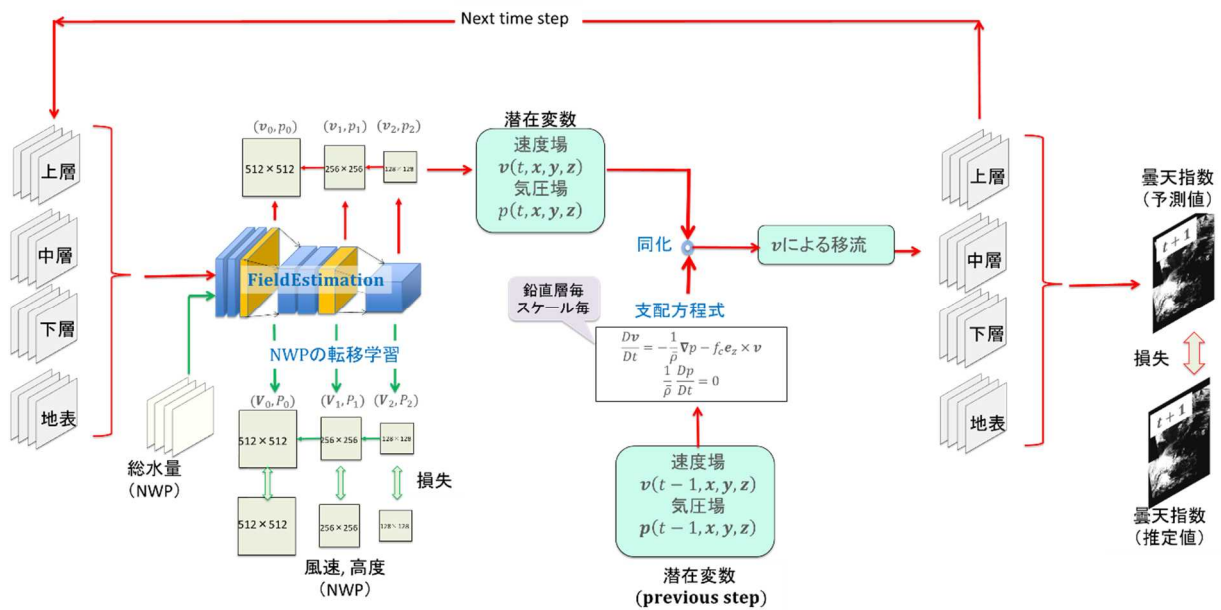 Next time step
上層
中層
下層
地表
総水量
(NWP)
(v₀,p₀)
(v₁,p₁)
(v₂,p₂)
512×512
256×256
128×128
FieldEstimation
NWPの転移学習
(V₀,P₀)
(V₁,P₁)
(V₂,P₂)
512×512
256×256
128×128
損失
512×512
256×256
128×128
風速,高度
(NWP)
潜在変数
速度場
v(t,x,y,z)
気圧場
p(t,x,y,z)
同化
鉛直層毎
スケール毎
支配方程式
Dv/Dt = −1/ρ̄ ∇p − f_c e_z × v
1/ρ̄ Dp/Dt = 0
速度場
v(t−1,x,y,z)
気圧場
p(t−1,x,y,z)
潜在変数
(previous step)
vによる移流
上層
中層
下層
地表
曇天指数
(予測値)
t+1
損失
t+1
曇天指数
(推定値)